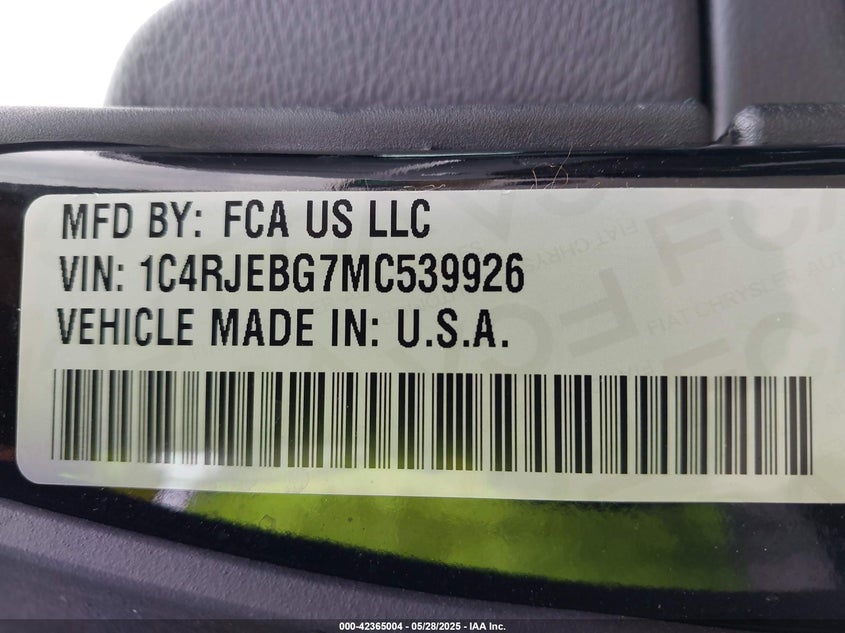 MFD BY: FCA US LLC
VIN: 1C4RJEBG7MC539926
VEHICLE MADE IN: U.S.A.
000-42365004 — 05/28/2025 - IAA Inc.